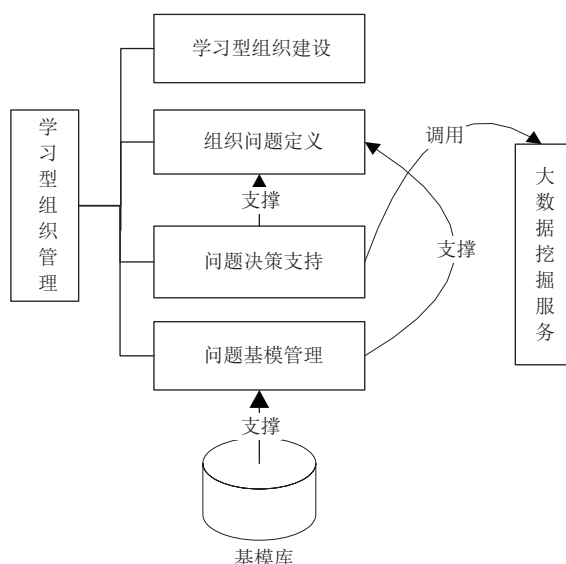 学习型组织建设
学习型组织管理
组织问题定义
调用
大数据挖掘服务
支撑
支撑
问题决策支持
问题基模管理
支撑
基模库